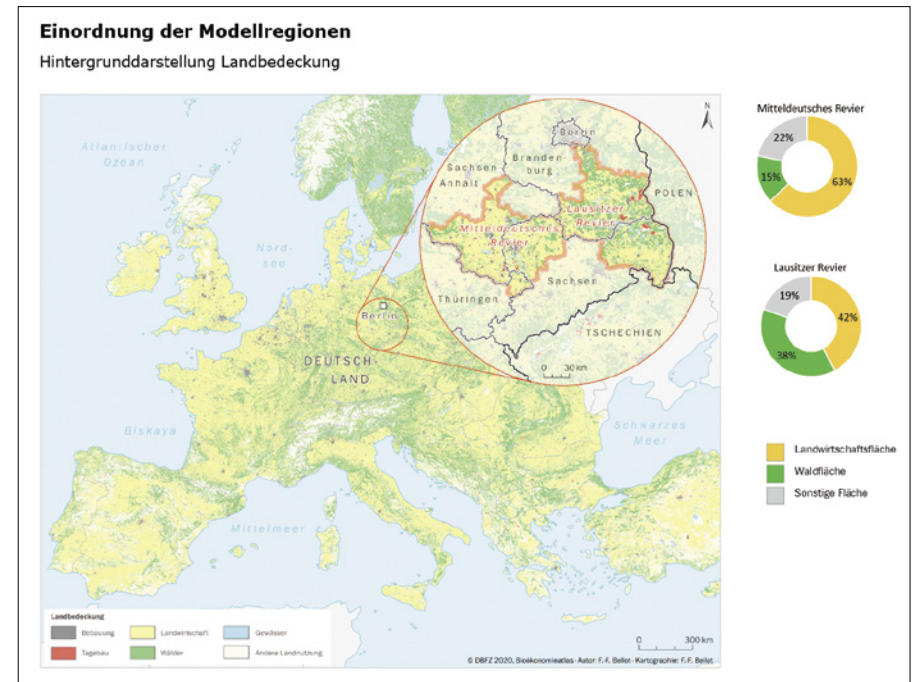 Einordnung der Modellregionen
Hintergrunddarstellung Landbedeckung
Atlantischer
Ozean
Nord-
see
Berlin
DEUTSCH-
LAND
Biskaya
Mittelmeer
Schwarzes
Meer
N
Berlin
Branden-
burg
Sachsen
Anhalt
POLEN
Lausitzer
Revier
Mitteldeutsches
Revier
Sachsen
Thüringen
TSCHECHIEN
0 30 km
Mitteldeutsches Revier
22%
15%
63%
Lausitzer Revier
19%
42%
38%
Landwirtschaftsfläche
Waldfläche
Sonstige Fläche
Landbedeckung
Bebauung
Landwirtschaft
Gewässer
Tagebau
Wälder
Andere Landnutzung
0 300 km
© DBFZ 2020, Bioökonomieatlas · Autor: F.-F. Bellot · Kartographie: F.F. Bellot